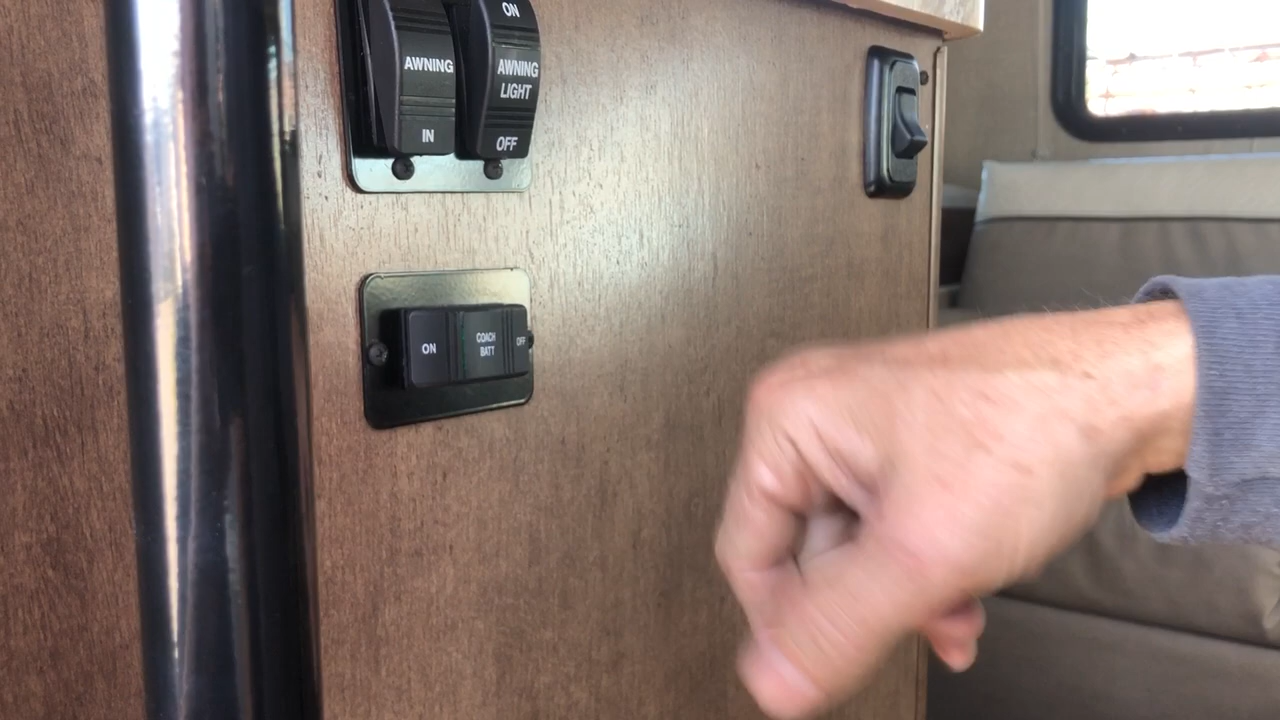 AWNING
IN
ON
AWNING
LIGHT
OFF
ON
COACH
BATT
OFF